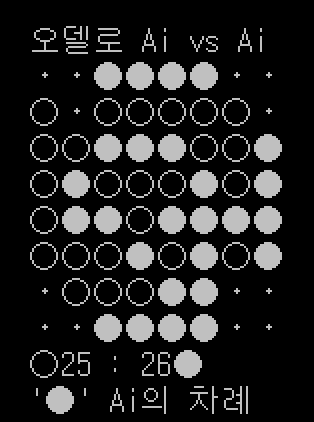 오델로 Ai vs Ai
· · ● ● ● ● · ·
○ · ○ ○ ○ ○ ○ ·
○ ○ ● ● ● ○ ○ ●
○ ● ○ ○ ○ ● ○ ●
○ ● ● ○ ● ● ● ●
○ ○ ○ ● ○ ● ○ ●
· ○ ○ ○ ● ● · ·
· · ● ● ● ● · ·
○25 : 26●
'●' Ai의 차례